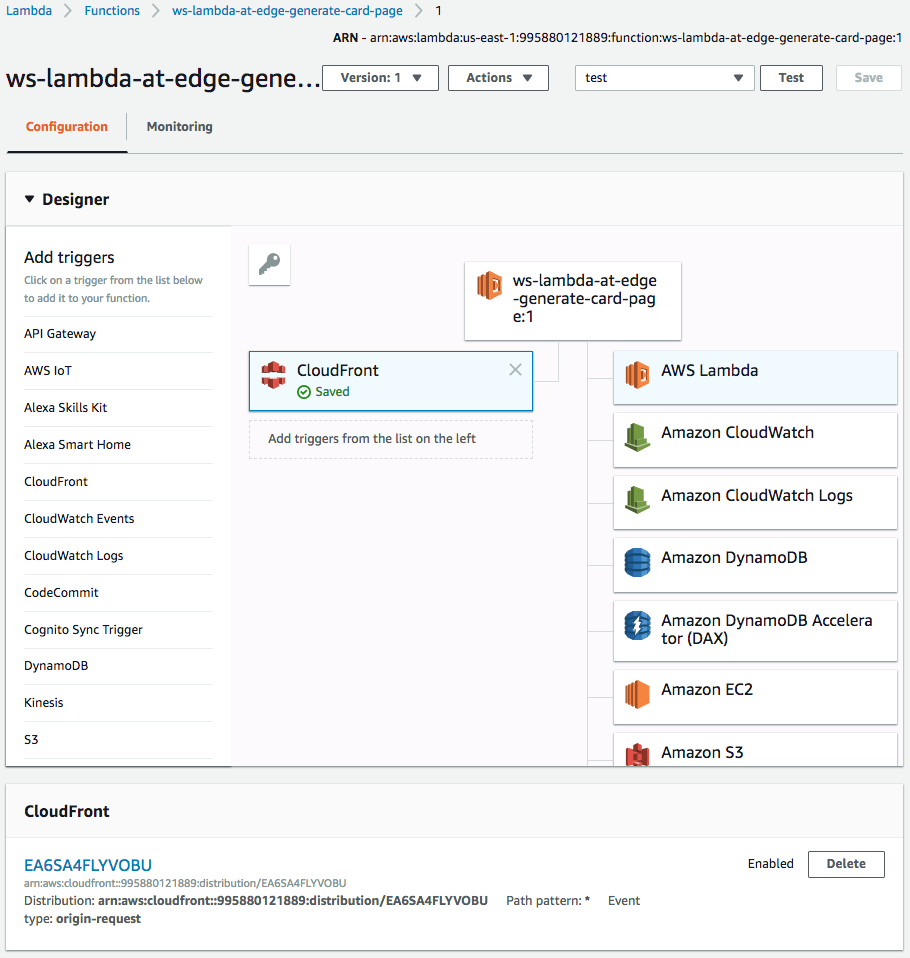 Lambda
Functions
ws-lambda-at-edge-generate-card-page
1
ARN - arn:aws:lambda:us-east-1:995880121889:function:ws-lambda-at-edge-generate-card-page:1
ws-lambda-at-edge-gene...
Version: 1
Actions
test
Test
Save
Configuration
Monitoring
Designer
Add triggers
Click on a trigger from the list below
to add it to your function.
API Gateway
AWS IoT
Alexa Skills Kit
Alexa Smart Home
CloudFront
CloudWatch Events
CloudWatch Logs
CodeCommit
Cognito Sync Trigger
DynamoDB
Kinesis
S3
ws-lambda-at-edge
-generate-card-pag
e:1
CloudFront
Saved
Add triggers from the list on the left
AWS Lambda
Amazon CloudWatch
Amazon CloudWatch Logs
Amazon DynamoDB
Amazon DynamoDB Accelera
tor (DAX)
Amazon EC2
Amazon S3
CloudFront
EA6SA4FLYVOBU
Enabled
Delete
arn:aws:cloudfront::995880121889:distribution/EA6SA4FLYVOBU
Distribution: arn:aws:cloudfront::995880121889:distribution/EA6SA4FLYVOBU Path pattern: * Event
type: origin-request